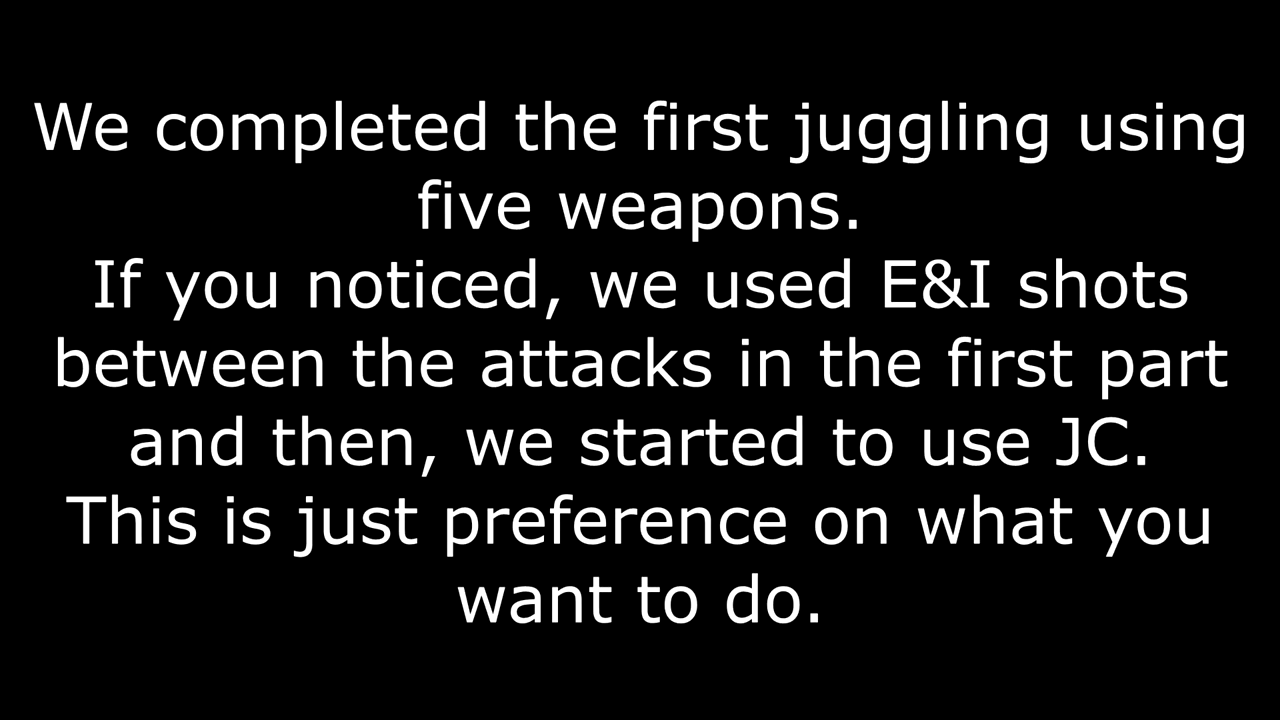 We completed the first juggling using
five weapons.
If you noticed, we used E&I shots
between the attacks in the first part
and then, we started to use JC.
This is just preference on what you
want to do.